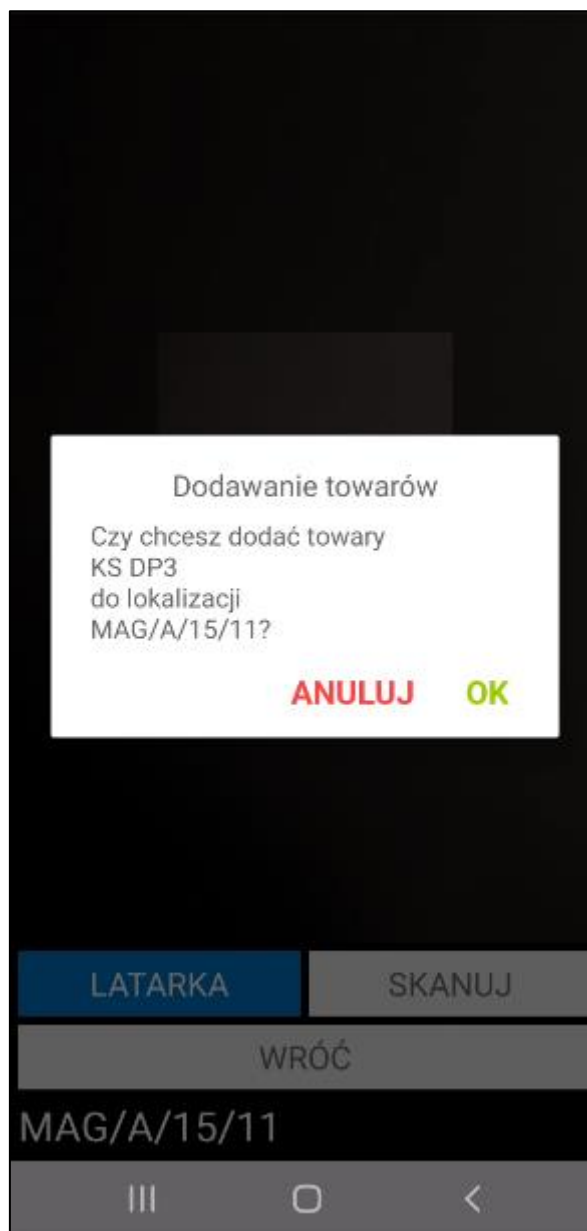 Dodawanie towarów
Czy chcesz dodać towary
KS DP3
do lokalizacji
MAG/A/15/11?
ANULUJ OK
LATARKA SKANUJ
WRÓĆ
MAG/A/15/11